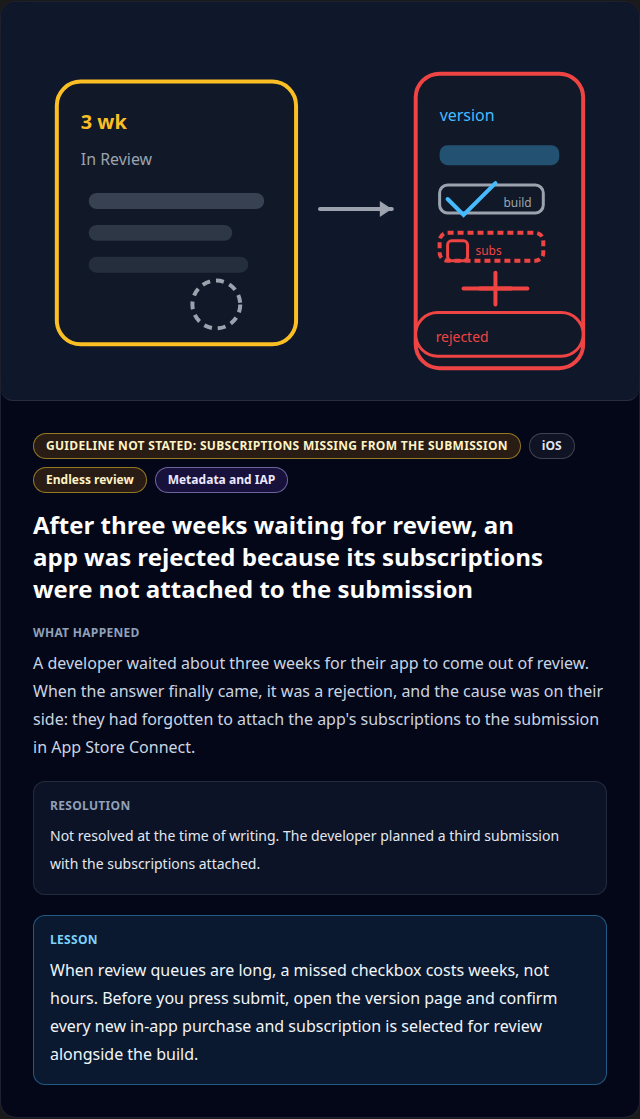 3 wk
In Review
version
build
subs
rejected
GUIDELINE NOT STATED: SUBSCRIPTIONS MISSING FROM THE SUBMISSION
iOS
Endless review
Metadata and IAP
After three weeks waiting for review, an
app was rejected because its subscriptions
were not attached to the submission
WHAT HAPPENED
A developer waited about three weeks for their app to come out of review.
When the answer finally came, it was a rejection, and the cause was on their
side: they had forgotten to attach the app's subscriptions to the submission
in App Store Connect.
RESOLUTION
Not resolved at the time of writing. The developer planned a third submission
with the subscriptions attached.
LESSON
When review queues are long, a missed checkbox costs weeks, not
hours. Before you press submit, open the version page and confirm
every new in-app purchase and subscription is selected for review
alongside the build.